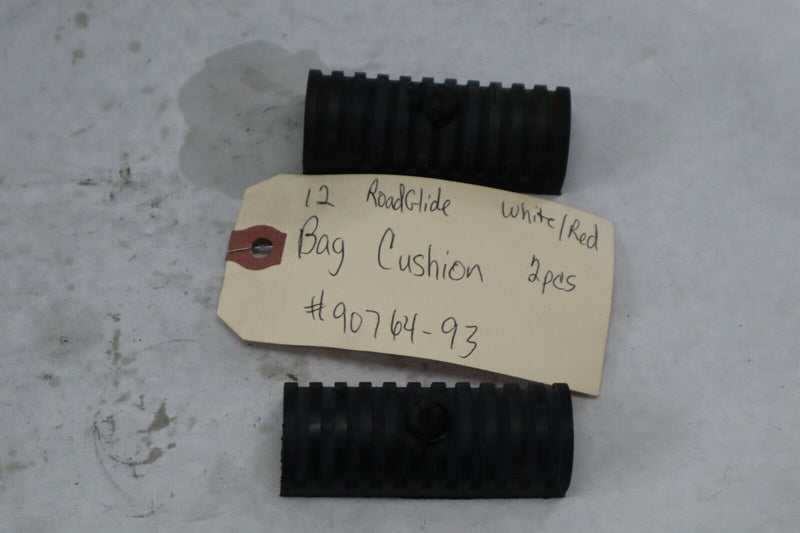 12 RoadGlide White/Red
Bag Cushion 2pcs
#90764-93